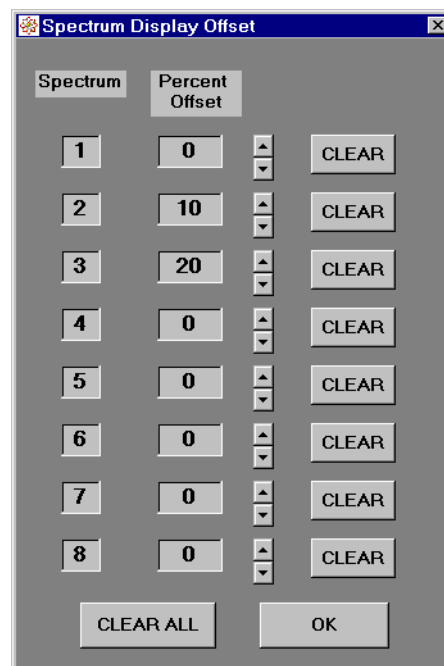 Spectrum Display Offset
Spectrum Percent Offset
1 0 CLEAR
2 10 CLEAR
3 20 CLEAR
4 0 CLEAR
5 0 CLEAR
6 0 CLEAR
7 0 CLEAR
8 0 CLEAR
CLEAR ALL OK